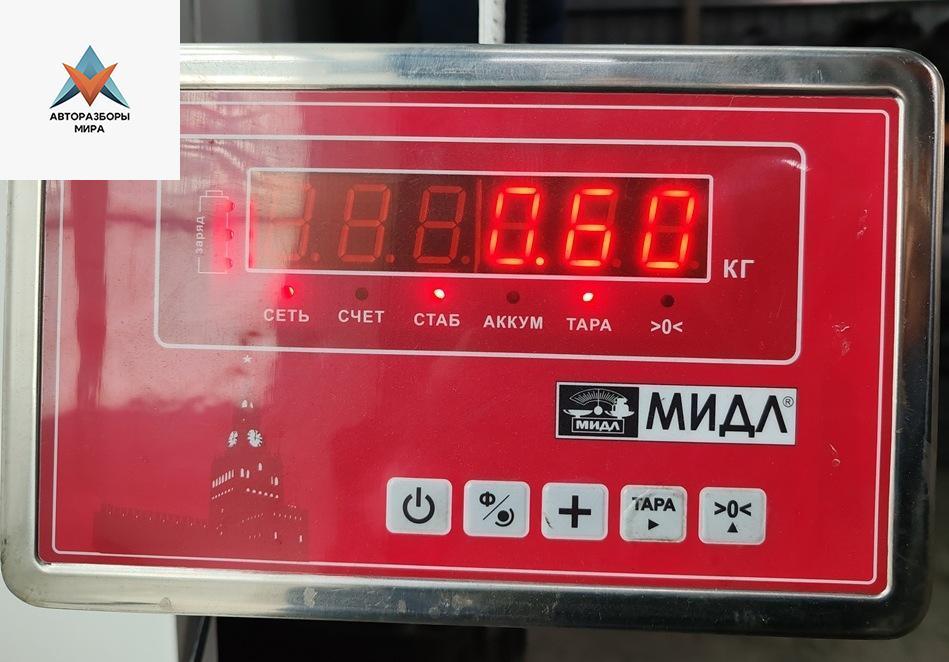 АВТОРАЗБОРЫ
МИРА
заряд
0.60
КГ
СЕТЬ СЧЕТ СТАБ АККУМ ТАРА >0<
МИДЛ МИДЛ®
Ф ТАРА >0<